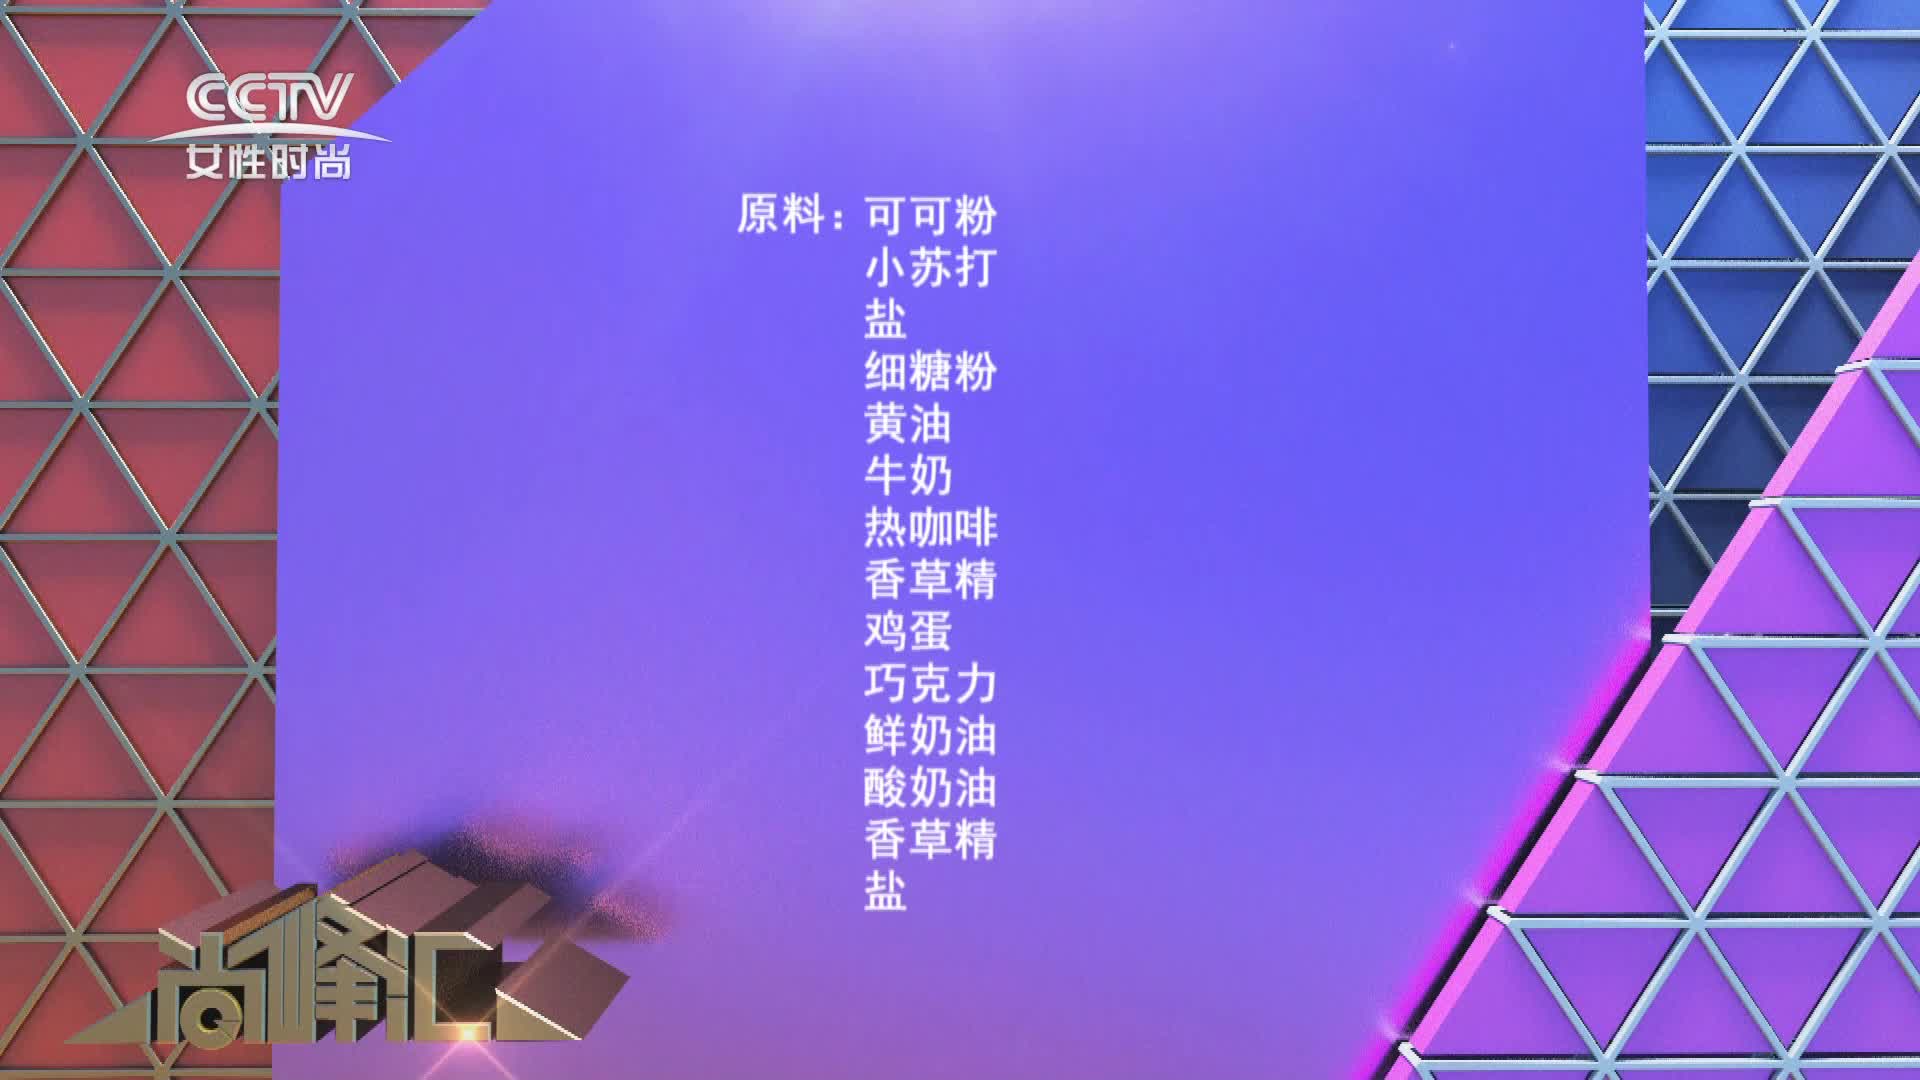 CCTV
女性时尚
原料：可可粉
小苏打
盐
细糖粉
黄油
牛奶
热咖啡
香草精
鸡蛋
巧克力
鲜奶油
酸奶油
香草精
盐
尚峰汇